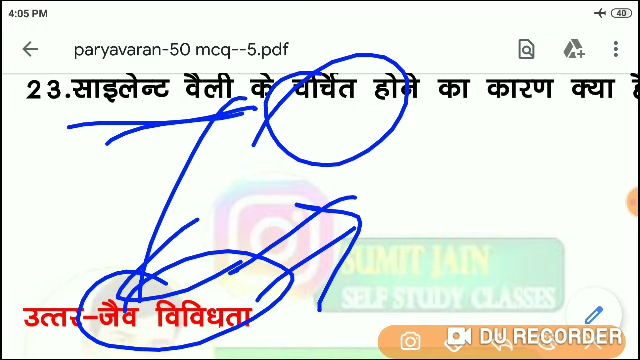 4:05 PM
40
paryavaran-50 mcq--5.pdf
23.साइलेन्ट वैली के चर्चित होने का कारण क्या है
SUMIT JAIN
SELF STUDY CLASSES
उत्तर-जैव विविधता
DU RECORDER